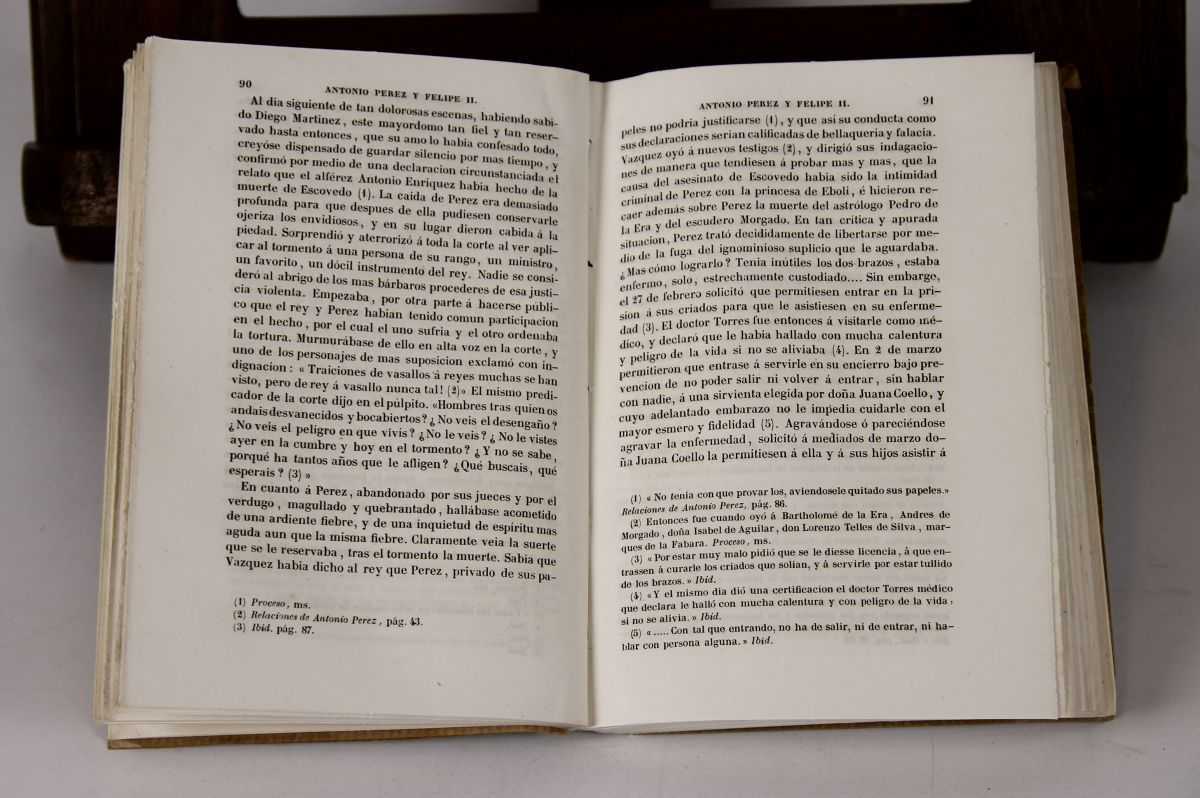 90
ANTONIO PEREZ Y FELIPE II.
Al dia siguiente de tan dolorosas escenas, habiendo sabi-
do Diego Martinez, este mayordomo tan fiel y tan reser-
vado hasta entonces, que su amo lo habia confesado todo,
creyóse dispensado de guardar silencio por mas tiempo, y
confirmó por medio de una declaracion circunstanciada el
relato que el alférez Antonio Enriquez habia hecho de la
muerte de Escovedo (1). La caida de Perez era demasiado
profunda para que despues de ella pudiesen conservarle
ojeriza los envidiosos, y en su lugar dieron cabida á la
piedad. Sorprendió y aterrorizó á toda la corte al ver apli-
car al tormento á una persona de su rango, un ministro,
un favorito, un dócil instrumento del rey. Nadie se consi-
deró al abrigo de los mas bárbaros procederes de esa justi-
cia violenta. Empezaba, por otra parte á hacerse públi-
co que el rey y Perez habian tenido comun participacion
en el hecho, por el cual el uno sufria y el otro ordenaba
la tortura. Murmurábase de ello en alta voz en la corte, y
uno de los personajes de mas suposicion exclamó con in-
dignacion: « Traiciones de vasallos á reyes muchas se han
visto, pero de rey á vasallo nunca tal! (2)» El mismo predi-
cador de la corte dijo en el púlpito. «Hombres tras quien os
andais desvanecidos y bocabiertos? ¿No veis el desengaño?
¿No veis el peligro en que vivís? ¿No le veis? ¿No le vistes
ayer en la cumbre y hoy en el tormento? ¿Y no se sabe,
porqué ha tantos años que le afligen? ¿Qué buscais, qué
esperais? (3) »
En cuanto á Perez, abandonado por sus jueces y por el
verdugo, magullado y quebrantado, hallábase acometido
de una ardiente fiebre, y de una inquietud de espíritu mas
aguda aun que la misma fiebre. Claramente veia la suerte
que se le reservaba, tras el tormento la muerte. Sabia que
Vazquez habia dicho al rey que Perez, privado de sus pa-
(1) Proceso, ms.
(2) Relaciones de Antonio Perez, pág. 43.
(3) Ibid. pág. 87.
ANTONIO PEREZ Y FELIPE II.
91
peles no podria justificarse (1), y que asi su conducta como
sus declaraciones serian calificadas de bellaqueria y falacía.
Vazquez oyó á nuevos testigos (2), y dirigió sus indagacio-
nes de manera que tendiesen á probar mas y mas, que la
causa del asesinato de Escovedo habia sido la intimidad
criminal de Perez con la princesa de Eboli, é hicieron re-
caer además sobre Perez la muerte del astrólogo Pedro de
la Era y del escudero Morgado. En tan crítica y apurada
situacion, Perez trató decididamente de libertarse por me-
dio de la fuga del ignominioso suplicio que le aguardaba.
¿Mas cómo lograrlo? Tenia inútiles los dos brazos, estaba
enfermo, solo, estrechamente custodiado.... Sin embargo,
el 27 de febrero solicitó que permitiesen entrar en la pri-
sion á sus criados para que le asistiesen en su enferme-
dad (3). El doctor Torres fue entonces á visitarle como mé-
dico, y declaró que le habia hallado con mucha calentura
y peligro de la vida si no se aliviaba (4). En 2 de marzo
permitieron que entrase á servirle en su encierro bajo pre-
vencion de no poder salir ni volver á entrar, sin hablar
con nadie, á una sirvienta elegida por doña Juana Coello, y
cuyo adelantado embarazo no le impedia cuidarle con el
mayor esmero y fidelidad (5). Agravándose ó pareciéndose
agravar la enfermedad, solicitó á mediados de marzo do-
ña Juana Coello la permitiesen á ella y á sus hijos asistir á
(1) « No tenia con que provar los, aviendosele quitado sus papeles.»
Relaciones de Antonio Perez, pág. 86.
(2) Entonces fue cuando oyó á Bartholomé de la Era, Andres de
Morgado, doña Isabel de Aguilar, don Lorenzo Telles de Silva, mar-
ques de la Fabara. Proceso, ms.
(3) « Por estar muy malo pidió que se le diesse licencia, á que en-
trassen á curarle los criados que solian, y á servirle por estar tullido
de los brazos.» Ibid.
(4) «Y el mismo dia dió una certificacion el doctor Torres médico
que declara le halló con mucha calentura y con peligro de la vida
si no se alivia.» Ibid.
(5) «..... Con tal que entrando, no ha de salir, ni de entrar, ni ha-
blar con persona alguna.» Ibid.